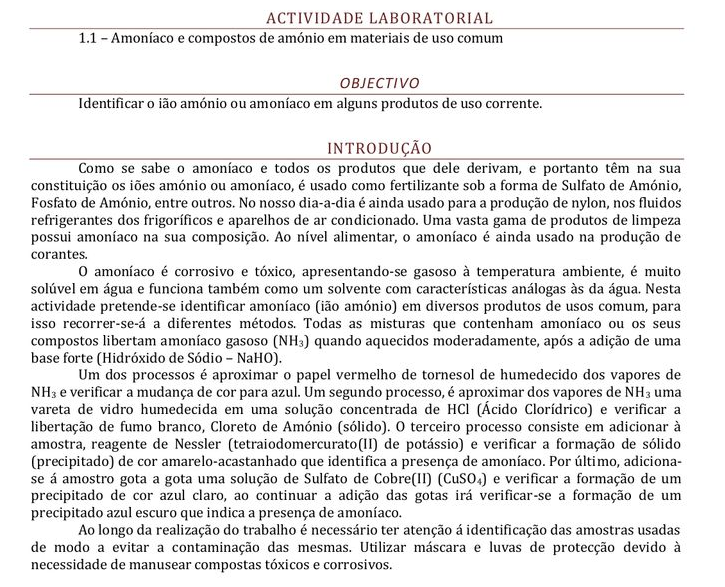 ACTIVIDADE LABORATORIAL
1.1 – Amoníaco e compostos de amónio em materiais de uso comum
OBJECTIVO
Identificar o ião amónio ou amoníaco em alguns produtos de uso corrente.
INTRODUÇÃO
Como se sabe o amoníaco e todos os produtos que dele derivam, e portanto têm na sua
constituição os iões amónio ou amoníaco, é usado como fertilizante sob a forma de Sulfato de Amónio,
Fosfato de Amónio, entre outros. No nosso dia-a-dia é ainda usado para a produção de nylon, nos fluidos
refrigerantes dos frigoríficos e aparelhos de ar condicionado. Uma vasta gama de produtos de limpeza
possui amoníaco na sua composição. Ao nível alimentar, o amoníaco é ainda usado na produção de
corantes.
O amoníaco é corrosivo e tóxico, apresentando-se gasoso à temperatura ambiente, é muito
solúvel em água e funciona também como um solvente com características análogas às da água. Nesta
actividade pretende-se identificar amoníaco (ião amónio) em diversos produtos de usos comum, para
isso recorrer-se-á a diferentes métodos. Todas as misturas que contenham amoníaco ou os seus
compostos libertam amoníaco gasoso (NH₃) quando aquecidos moderadamente, após a adição de uma
base forte (Hidróxido de Sódio – NaHO).
Um dos processos é aproximar o papel vermelho de tornesol de humedecido dos vapores de
NH₃ e verificar a mudança de cor para azul. Um segundo processo, é aproximar dos vapores de NH₃ uma
vareta de vidro humedecida em uma solução concentrada de HCl (Ácido Clorídrico) e verificar a
libertação de fumo branco, Cloreto de Amónio (sólido). O terceiro processo consiste em adicionar à
amostra, reagente de Nessler (tetraiodomercurato(II) de potássio) e verificar a formação de sólido
(precipitado) de cor amarelo-acastanhado que identifica a presença de amoníaco. Por último, adiciona-
se á amostro gota a gota uma solução de Sulfato de Cobre(II) (CuSO₄) e verificar a formação de um
precipitado de cor azul claro, ao continuar a adição das gotas irá verificar-se a formação de um
precipitado azul escuro que indica a presença de amoníaco.
Ao longo da realização do trabalho é necessário ter atenção á identificação das amostras usadas
de modo a evitar a contaminação das mesmas. Utilizar máscara e luvas de protecção devido à
necessidade de manusear compostas tóxicos e corrosivos.